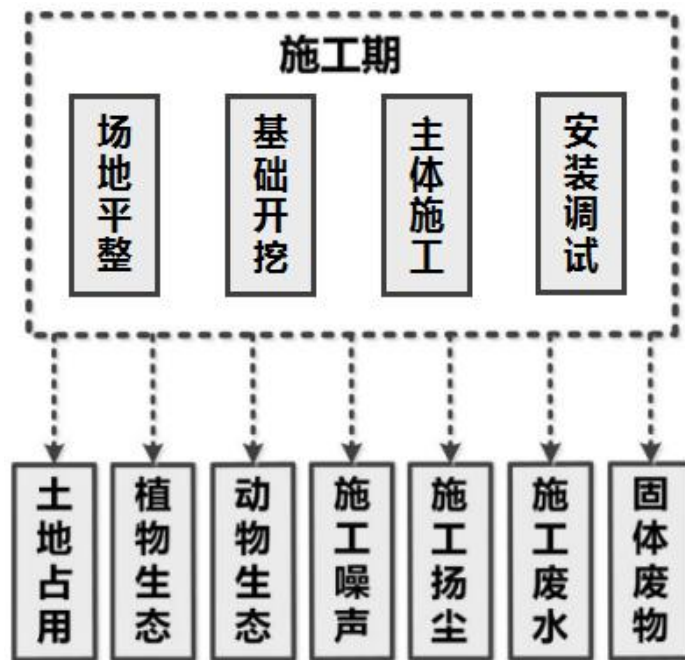 施工期
场地平整
基础开挖
主体施工
安装调试
土地占用
植物生态
动物生态
施工噪声
施工扬尘
施工废水
固体废物